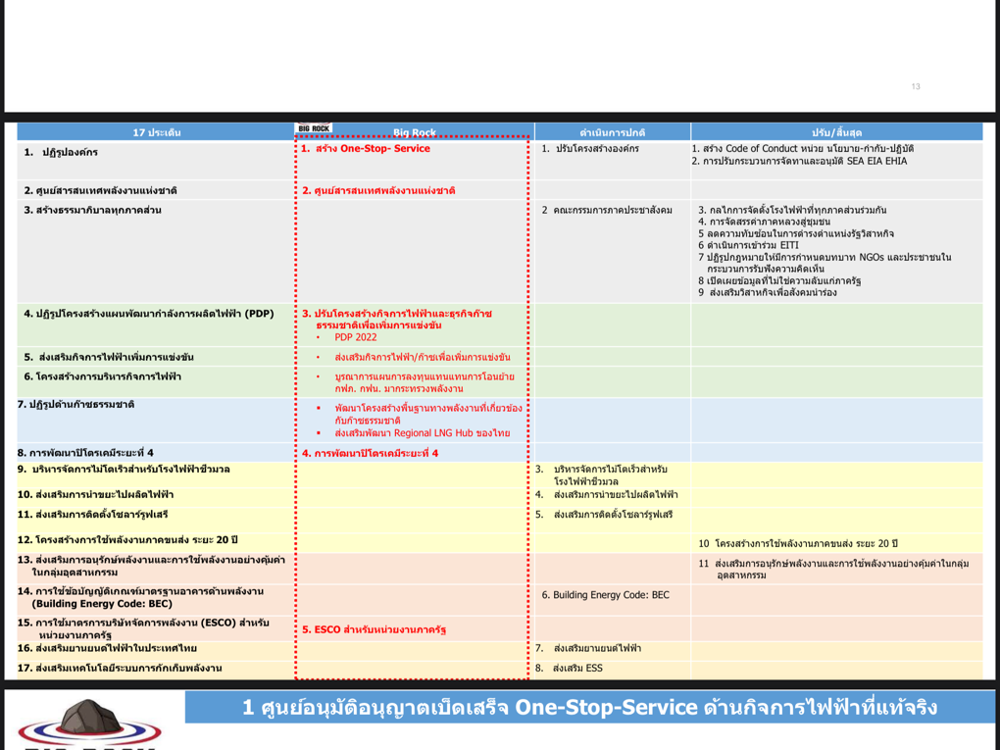 13
17 ประเด็น
BIG ROCK
Big Rock
ดำเนินการปกติ
ปรับ/สิ้นสุด
1. ปฏิรูปองค์กร
1. สร้าง One-Stop- Service
1. ปรับโครงสร้างองค์กร
1. สร้าง Code of Conduct หน่วย นโยบาย-กำกับ-ปฏิบัติ
2. การปรับกระบวนการจัดทำและอนุมัติ SEA EIA EHIA
2. ศูนย์สารสนเทศพลังงานแห่งชาติ
2. ศูนย์สารสนเทศพลังงานแห่งชาติ
3. สร้างธรรมาภิบาลทุกภาคส่วน
2 คณะกรรมการภาคประชาสังคม
3. กลไกการจัดตั้งโรงไฟฟ้าที่ทุกภาคส่วนร่วมกัน
4. การจัดสรรค่าภาคหลวงสู่ชุมชน
5 ลดความทับซ้อนในการดำรงตำแหน่งรัฐวิสาหกิจ
6 ดำเนินการเข้าร่วม EITI
7 ปฏิรูปกฎหมายให้มีการกำหนดบทบาท NGOs และประชาชนใน
กระบวนการรับฟังความคิดเห็น
8 เปิดเผยข้อมูลที่ไม่ใช่ความลับแก่ภาครัฐ
9 ส่งเสริมวิสาหกิจเพื่อสังคมนำร่อง
4. ปฏิรูปโครงสร้างแผนพัฒนากำลังการผลิตไฟฟ้า (PDP)
3. ปรับโครงสร้างกิจการไฟฟ้าและธุรกิจก๊าซ
ธรรมชาติเพื่อเพิ่มการแข่งขัน
• PDP 2022
5. ส่งเสริมกิจการไฟฟ้าเพิ่มการแข่งขัน
• ส่งเสริมกิจการไฟฟ้า/ก๊าซเพื่อเพิ่มการแข่งขัน
6. โครงสร้างการบริหารกิจการไฟฟ้า
• บูรณาการแผนการลงทุนแทนแทนการโอนย้าย
กฟภ. กฟน. มากระทรวงพลังงาน
7. ปฏิรูปด้านก๊าซธรรมชาติ
▪ พัฒนาโครงสร้างพื้นฐานทางพลังงานที่เกี่ยวข้อง
กับก๊าซธรรมชาติ
▪ ส่งเสริมพัฒนา Regional LNG Hub ของไทย
8. การพัฒนาปิโตรเคมีระยะที่ 4
4. การพัฒนาปิโตรเคมีระยะที่ 4
9. บริหารจัดการไม้โตเร็วสำหรับโรงไฟฟ้าชีวมวล
3. บริหารจัดการไม้โตเร็วสำหรับ
โรงไฟฟ้าชีวมวล
10. ส่งเสริมการนำขยะไปผลิตไฟฟ้า
4. ส่งเสริมการนำขยะไปผลิตไฟฟ้า
11. ส่งเสริมการติดตั้งโซลาร์รูฟเสรี
5. ส่งเสริมการติดตั้งโซลาร์รูฟเสรี
12. โครงสร้างการใช้พลังงานภาคขนส่ง ระยะ 20 ปี
10 โครงสร้างการใช้พลังงานภาคขนส่ง ระยะ 20 ปี
13. ส่งเสริมการอนุรักษ์พลังงานและการใช้พลังงานอย่างคุ้มค่า
ในกลุ่มอุตสาหกรรม
11 ส่งเสริมการอนุรักษ์พลังงานและการใช้พลังงานอย่างคุ้มค่าในกลุ่ม
อุตสาหกรรม
14. การใช้ข้อบัญญัติเกณฑ์มาตรฐานอาคารด้านพลังงาน
(Building Energy Code: BEC)
6. Building Energy Code: BEC
15. การใช้มาตรการบริษัทจัดการพลังงาน (ESCO) สำหรับ
หน่วยงานภาครัฐ
5. ESCO สำหรับหน่วยงานภาครัฐ
16. ส่งเสริมยานยนต์ไฟฟ้าในประเทศไทย
7. ส่งเสริมยานยนต์ไฟฟ้า
17. ส่งเสริมเทคโนโลยีระบบการกักเก็บพลังงาน
8. ส่งเสริม ESS
1 ศูนย์อนุมัติอนุญาตเบ็ดเสร็จ One-Stop-Service ด้านกิจการไฟฟ้าที่แท้จริง
BIG ROCK